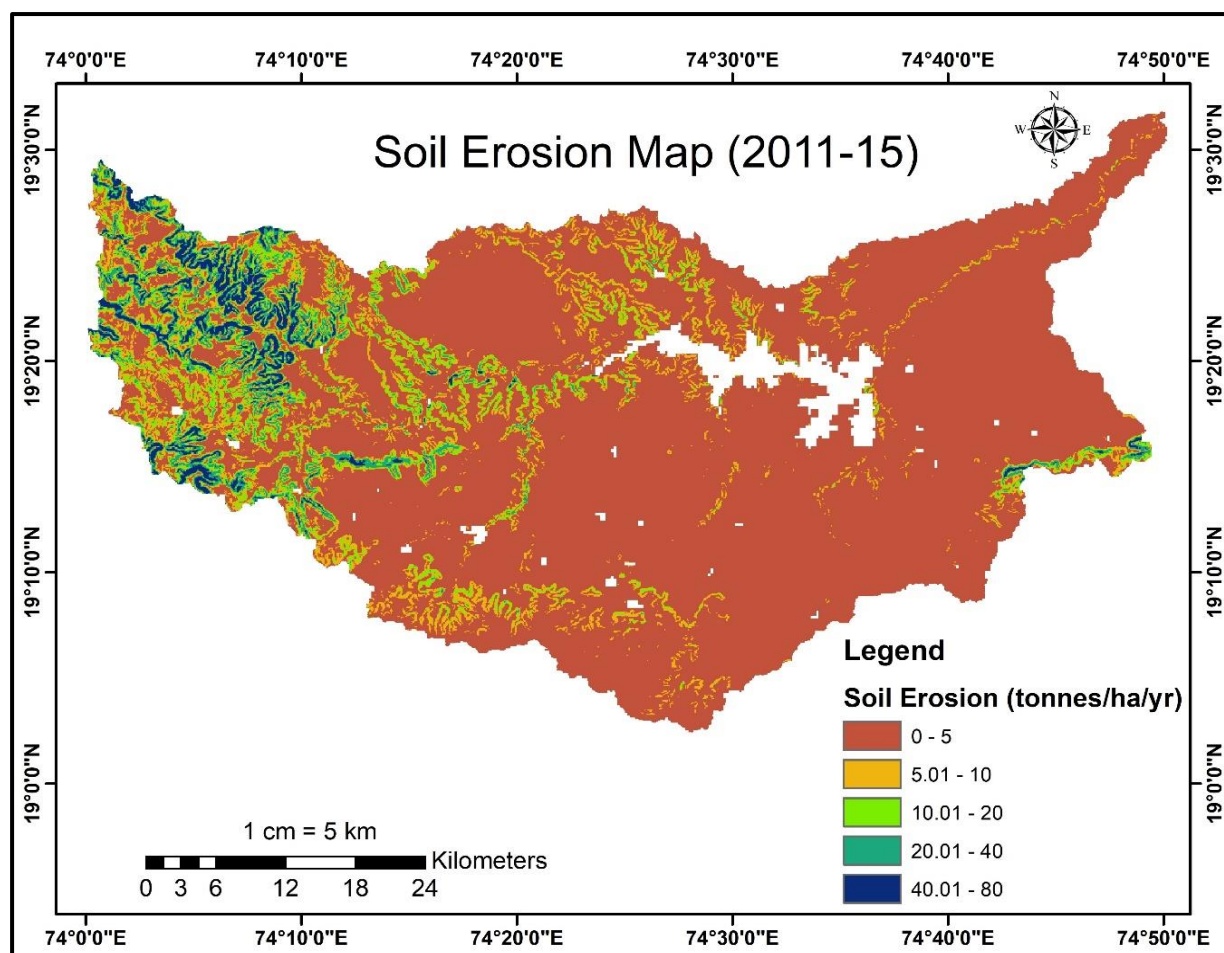 74°0'0"E 74°10'0"E 74°20'0"E 74°30'0"E 74°40'0"E 74°50'0"E
N
W E
S
Soil Erosion Map (2011-15)
19°30'0"N 19°30'0"N
19°20'0"N 19°20'0"N
19°10'0"N 19°10'0"N
19°0'0"N 19°0'0"N
Legend
Soil Erosion (tonnes/ha/yr)
0 - 5
5.01 - 10
10.01 - 20
20.01 - 40
40.01 - 80
1 cm = 5 km
Kilometers
0 3 6 12 18 24
74°0'0"E 74°10'0"E 74°20'0"E 74°30'0"E 74°40'0"E 74°50'0"E